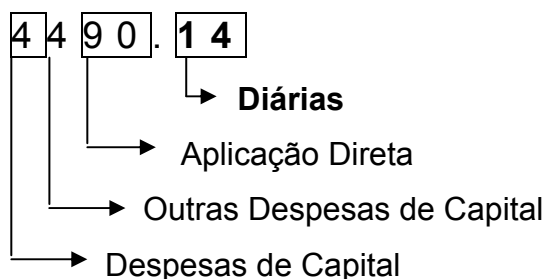 4 4 9 0 . 1 4
Diárias
Aplicação Direta
Outras Despesas de Capital
Despesas de Capital